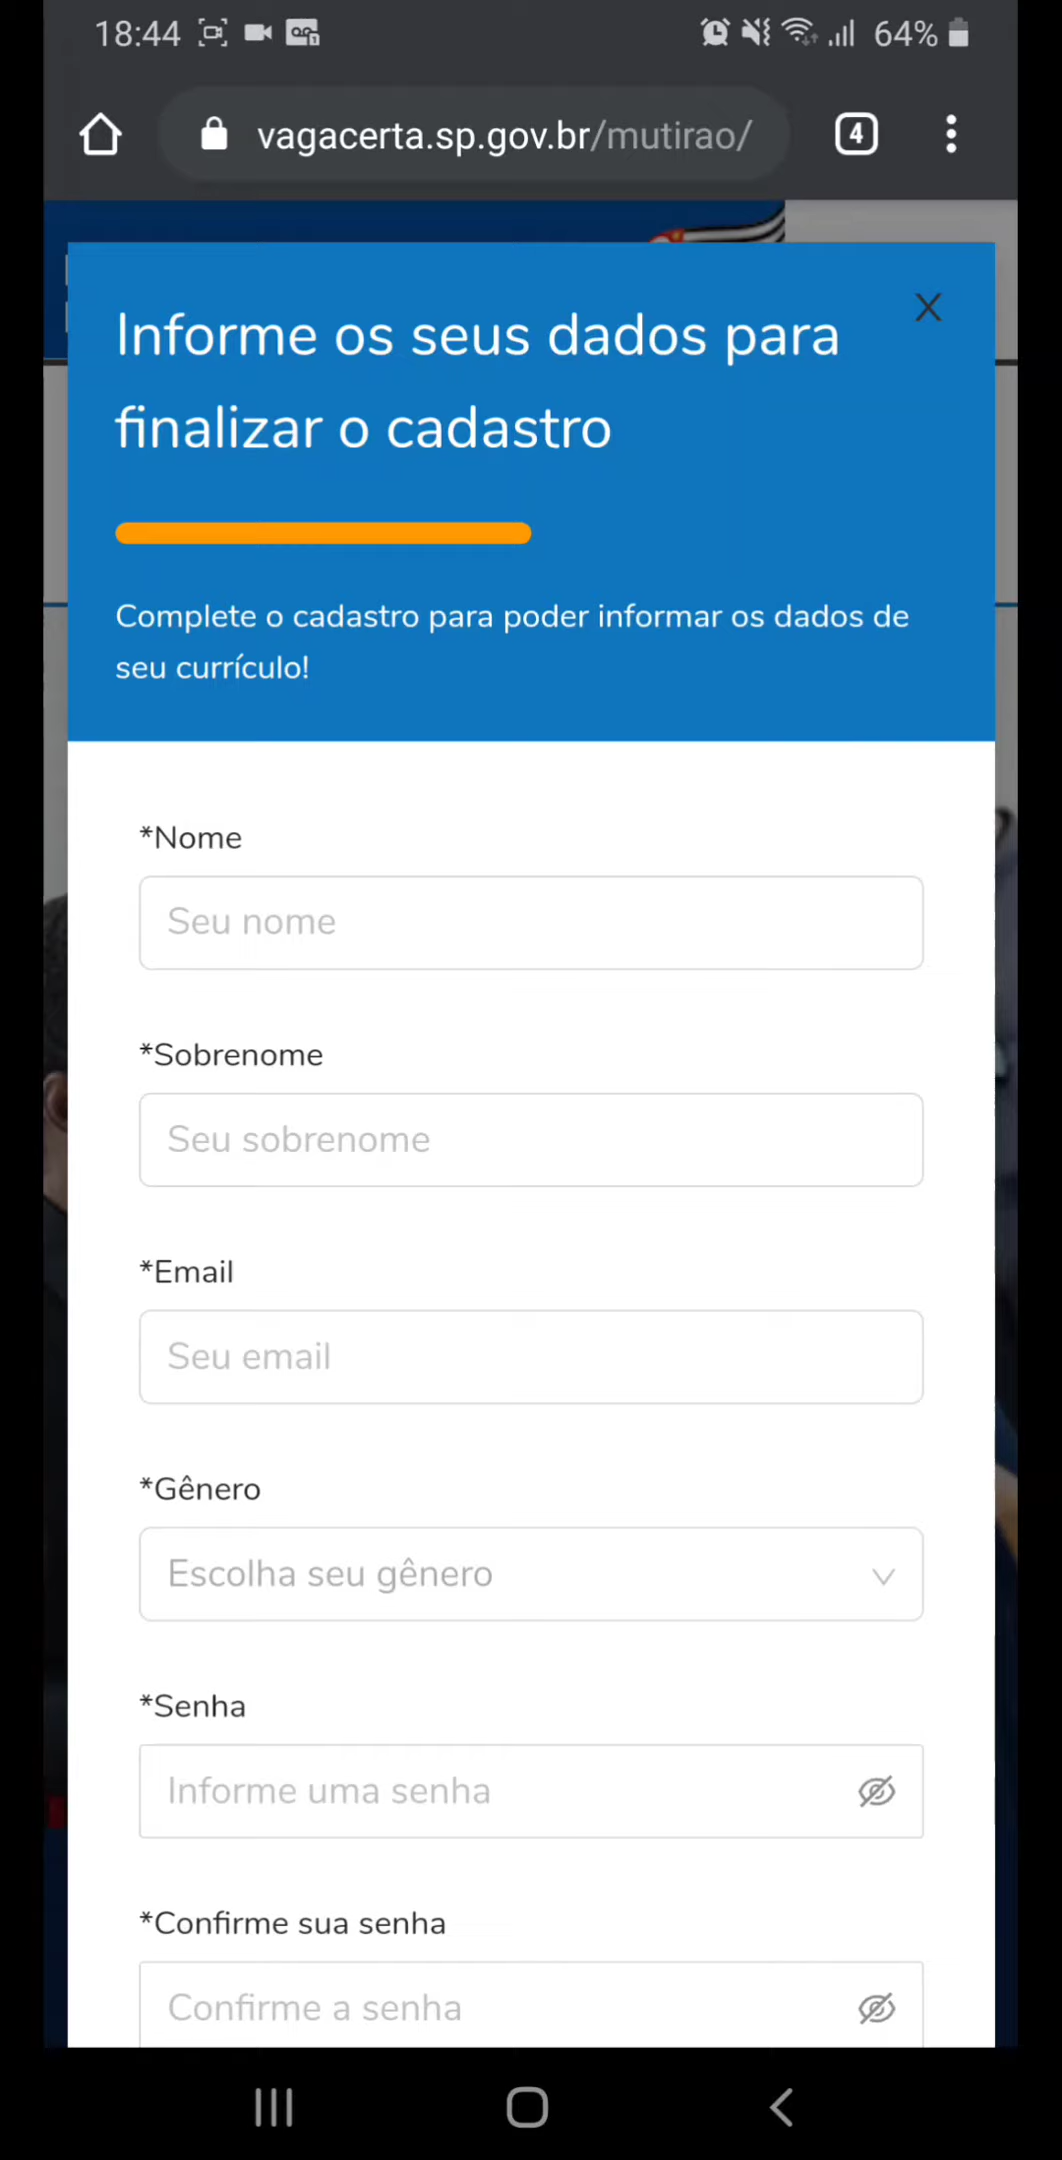 18:44
64%
vagacerta.sp.gov.br/mutirao/
4
X
Informe os seus dados para
finalizar o cadastro
Complete o cadastro para poder informar os dados de
seu currículo!
*Nome
Seu nome
*Sobrenome
Seu sobrenome
*Email
Seu email
*Gênero
Escolha seu gênero
*Senha
Informe uma senha
*Confirme sua senha
Confirme a senha